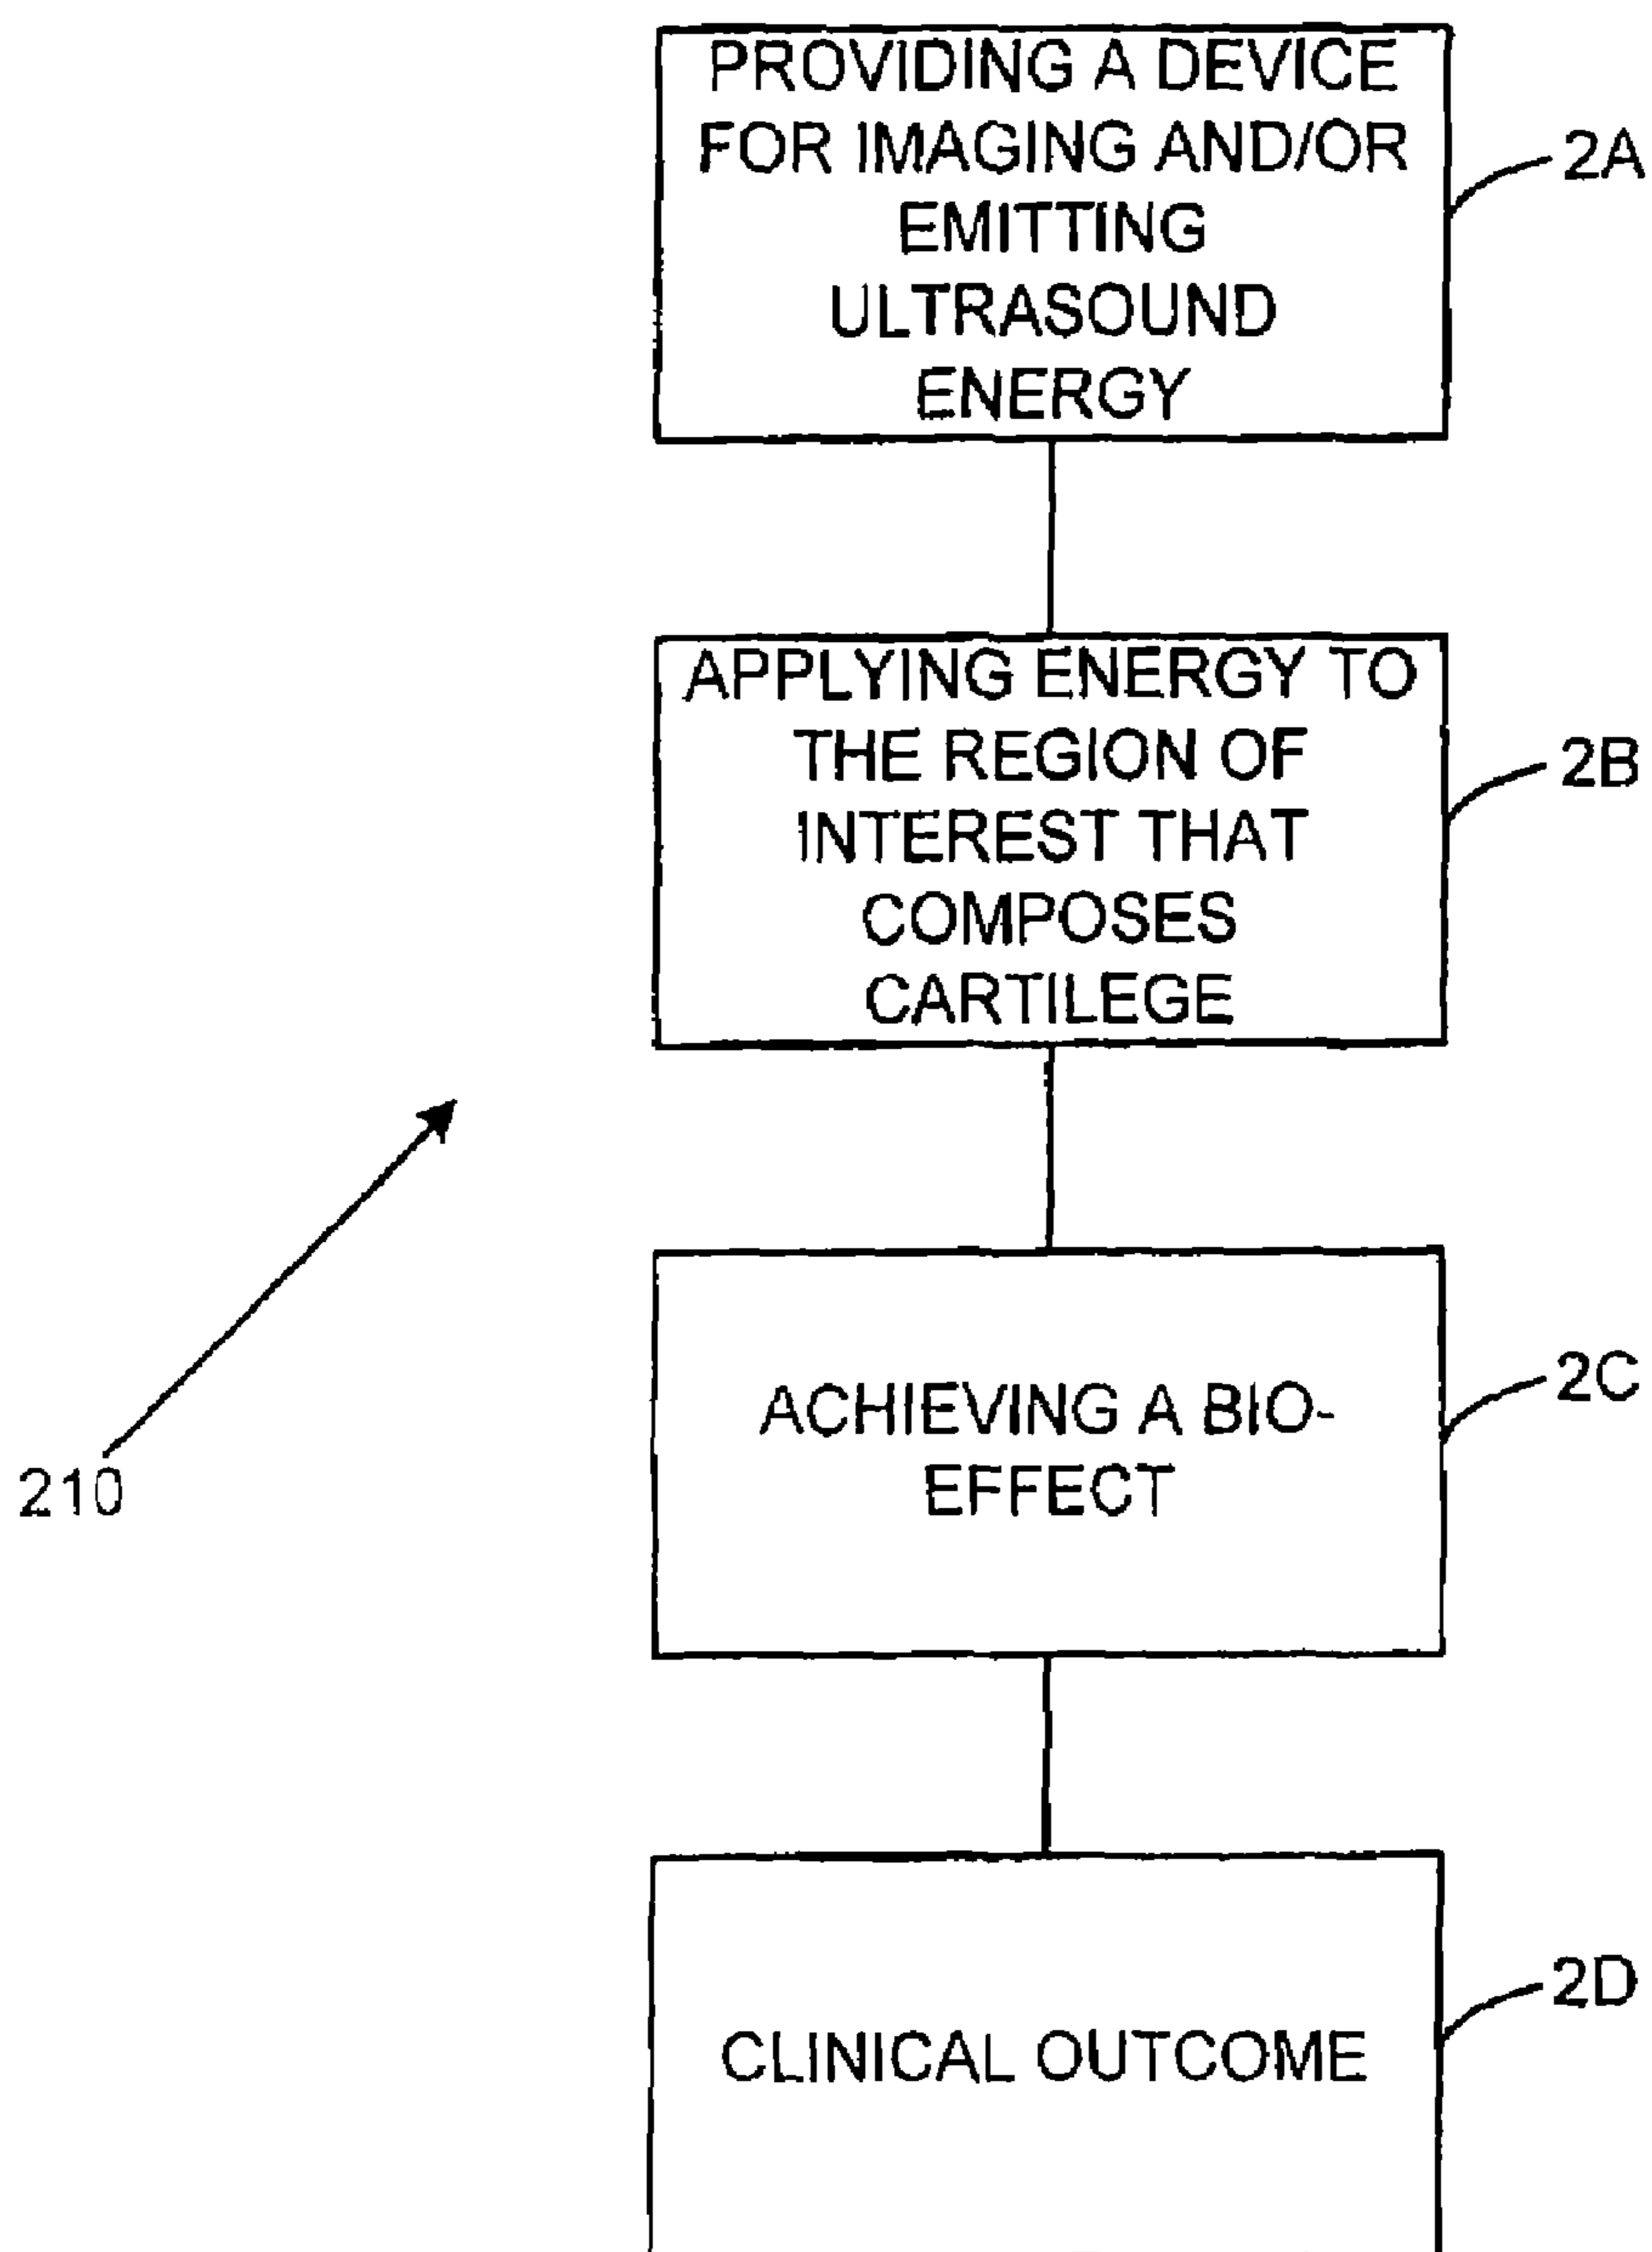 PROVIDING A DEVICE
FOR IMAGING AND/OR
EMITTING
ULTRASOUND
ENERGY
2A
APPLYING ENERGY TO
THE REGION OF
INTEREST THAT
COMPOSES
CARTILEGE
2B
ACHIEVING A BIO-
EFFECT
2C
210
CLINICAL OUTCOME
2D